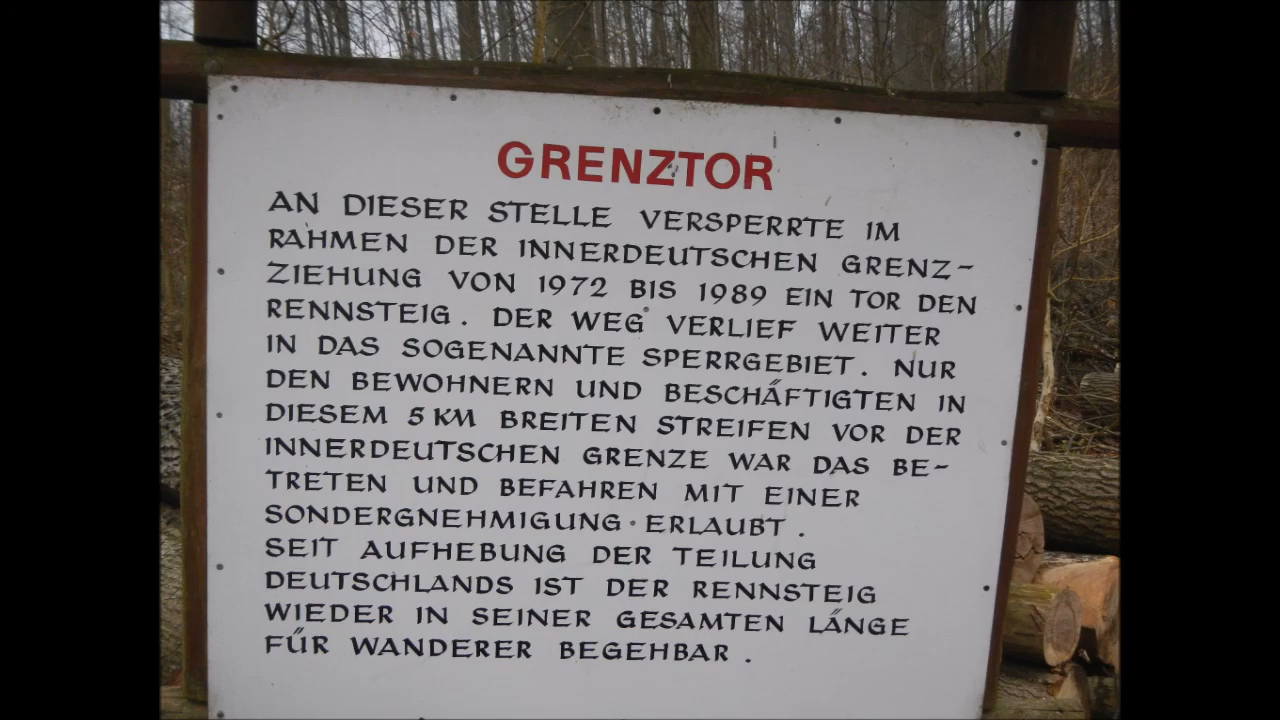 GRENZTOR
AN DIESER STELLE VERSPERRTE IM
RAHMEN DER INNERDEUTSCHEN GRENZ-
ZIEHUNG VON 1972 BIS 1989 EIN TOR DEN
RENNSTEIG. DER WEG VERLIEF WEITER
IN DAS SOGENANNTE SPERRGEBIET. NUR
DEN BEWOHNERN UND BESCHÄFTIGTEN IN
DIESEM 5 KM BREITEN STREIFEN VOR DER
INNERDEUTSCHEN GRENZE WAR DAS BE-
TRETEN UND BEFAHREN MIT EINER
SONDERGNEHMIGUNG ERLAUBT.
SEIT AUFHEBUNG DER TEILUNG
DEUTSCHLANDS IST DER RENNSTEIG
WIEDER IN SEINER GESAMTEN LÄNGE
FÜR WANDERER BEGEHBAR.